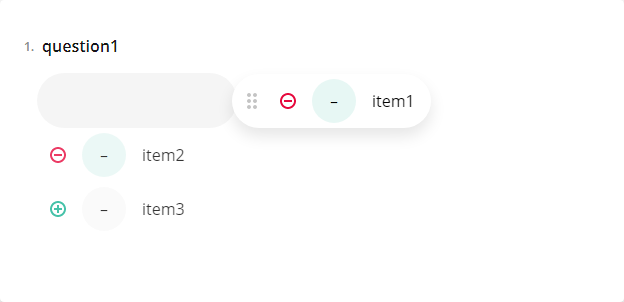 1. question1
– item1
– item2
– item3